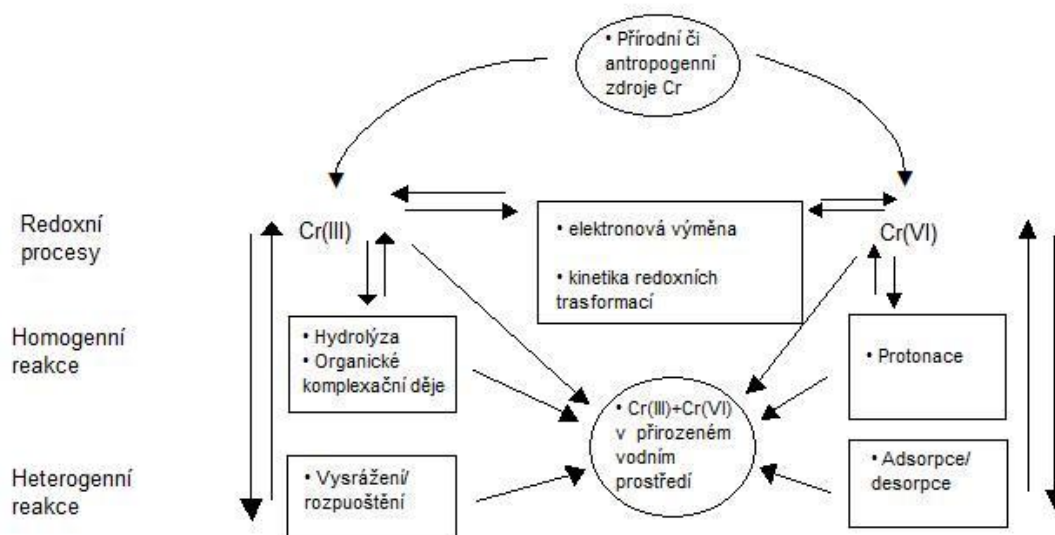 • Přírodní či
antropogenní
zdroje Cr
Redoxní
procesy
Cr(III)
• elektronová výměna
• kinetika redoxních
trasformací
Cr(VI)
Homogenní
reakce
• Hydrolýza
• Organické
komplexační děje
• Protonace
• Cr(III)+Cr(VI)
v přirozeném
vodním
prostředí
Heterogenní
reakce
• Vysrážení/
rozpuoštění
• Adsorpce/
desorpce